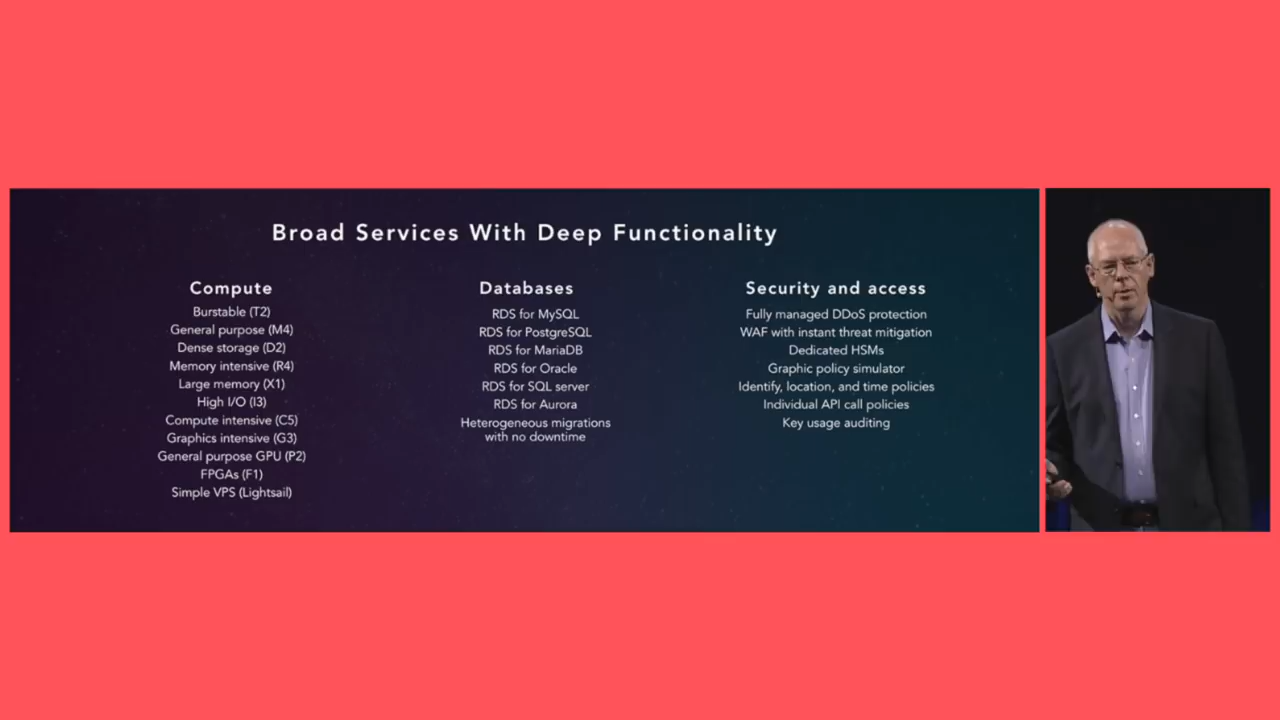 Broad Services With Deep Functionality
Compute
Burstable (T2)
General purpose (M4)
Dense storage (D2)
Memory intensive (R4)
Large memory (X1)
High I/O (I3)
Compute intensive (C5)
Graphics intensive (G3)
General purpose GPU (P2)
FPGAs (F1)
Simple VPS (Lightsail)
Databases
RDS for MySQL
RDS for PostgreSQL
RDS for MariaDB
RDS for Oracle
RDS for SQL server
RDS for Aurora
Heterogeneous migrations
with no downtime
Security and access
Fully managed DDoS protection
WAF with instant threat mitigation
Dedicated HSMs
Graphic policy simulator
Identify, location, and time policies
Individual API call policies
Key usage auditing